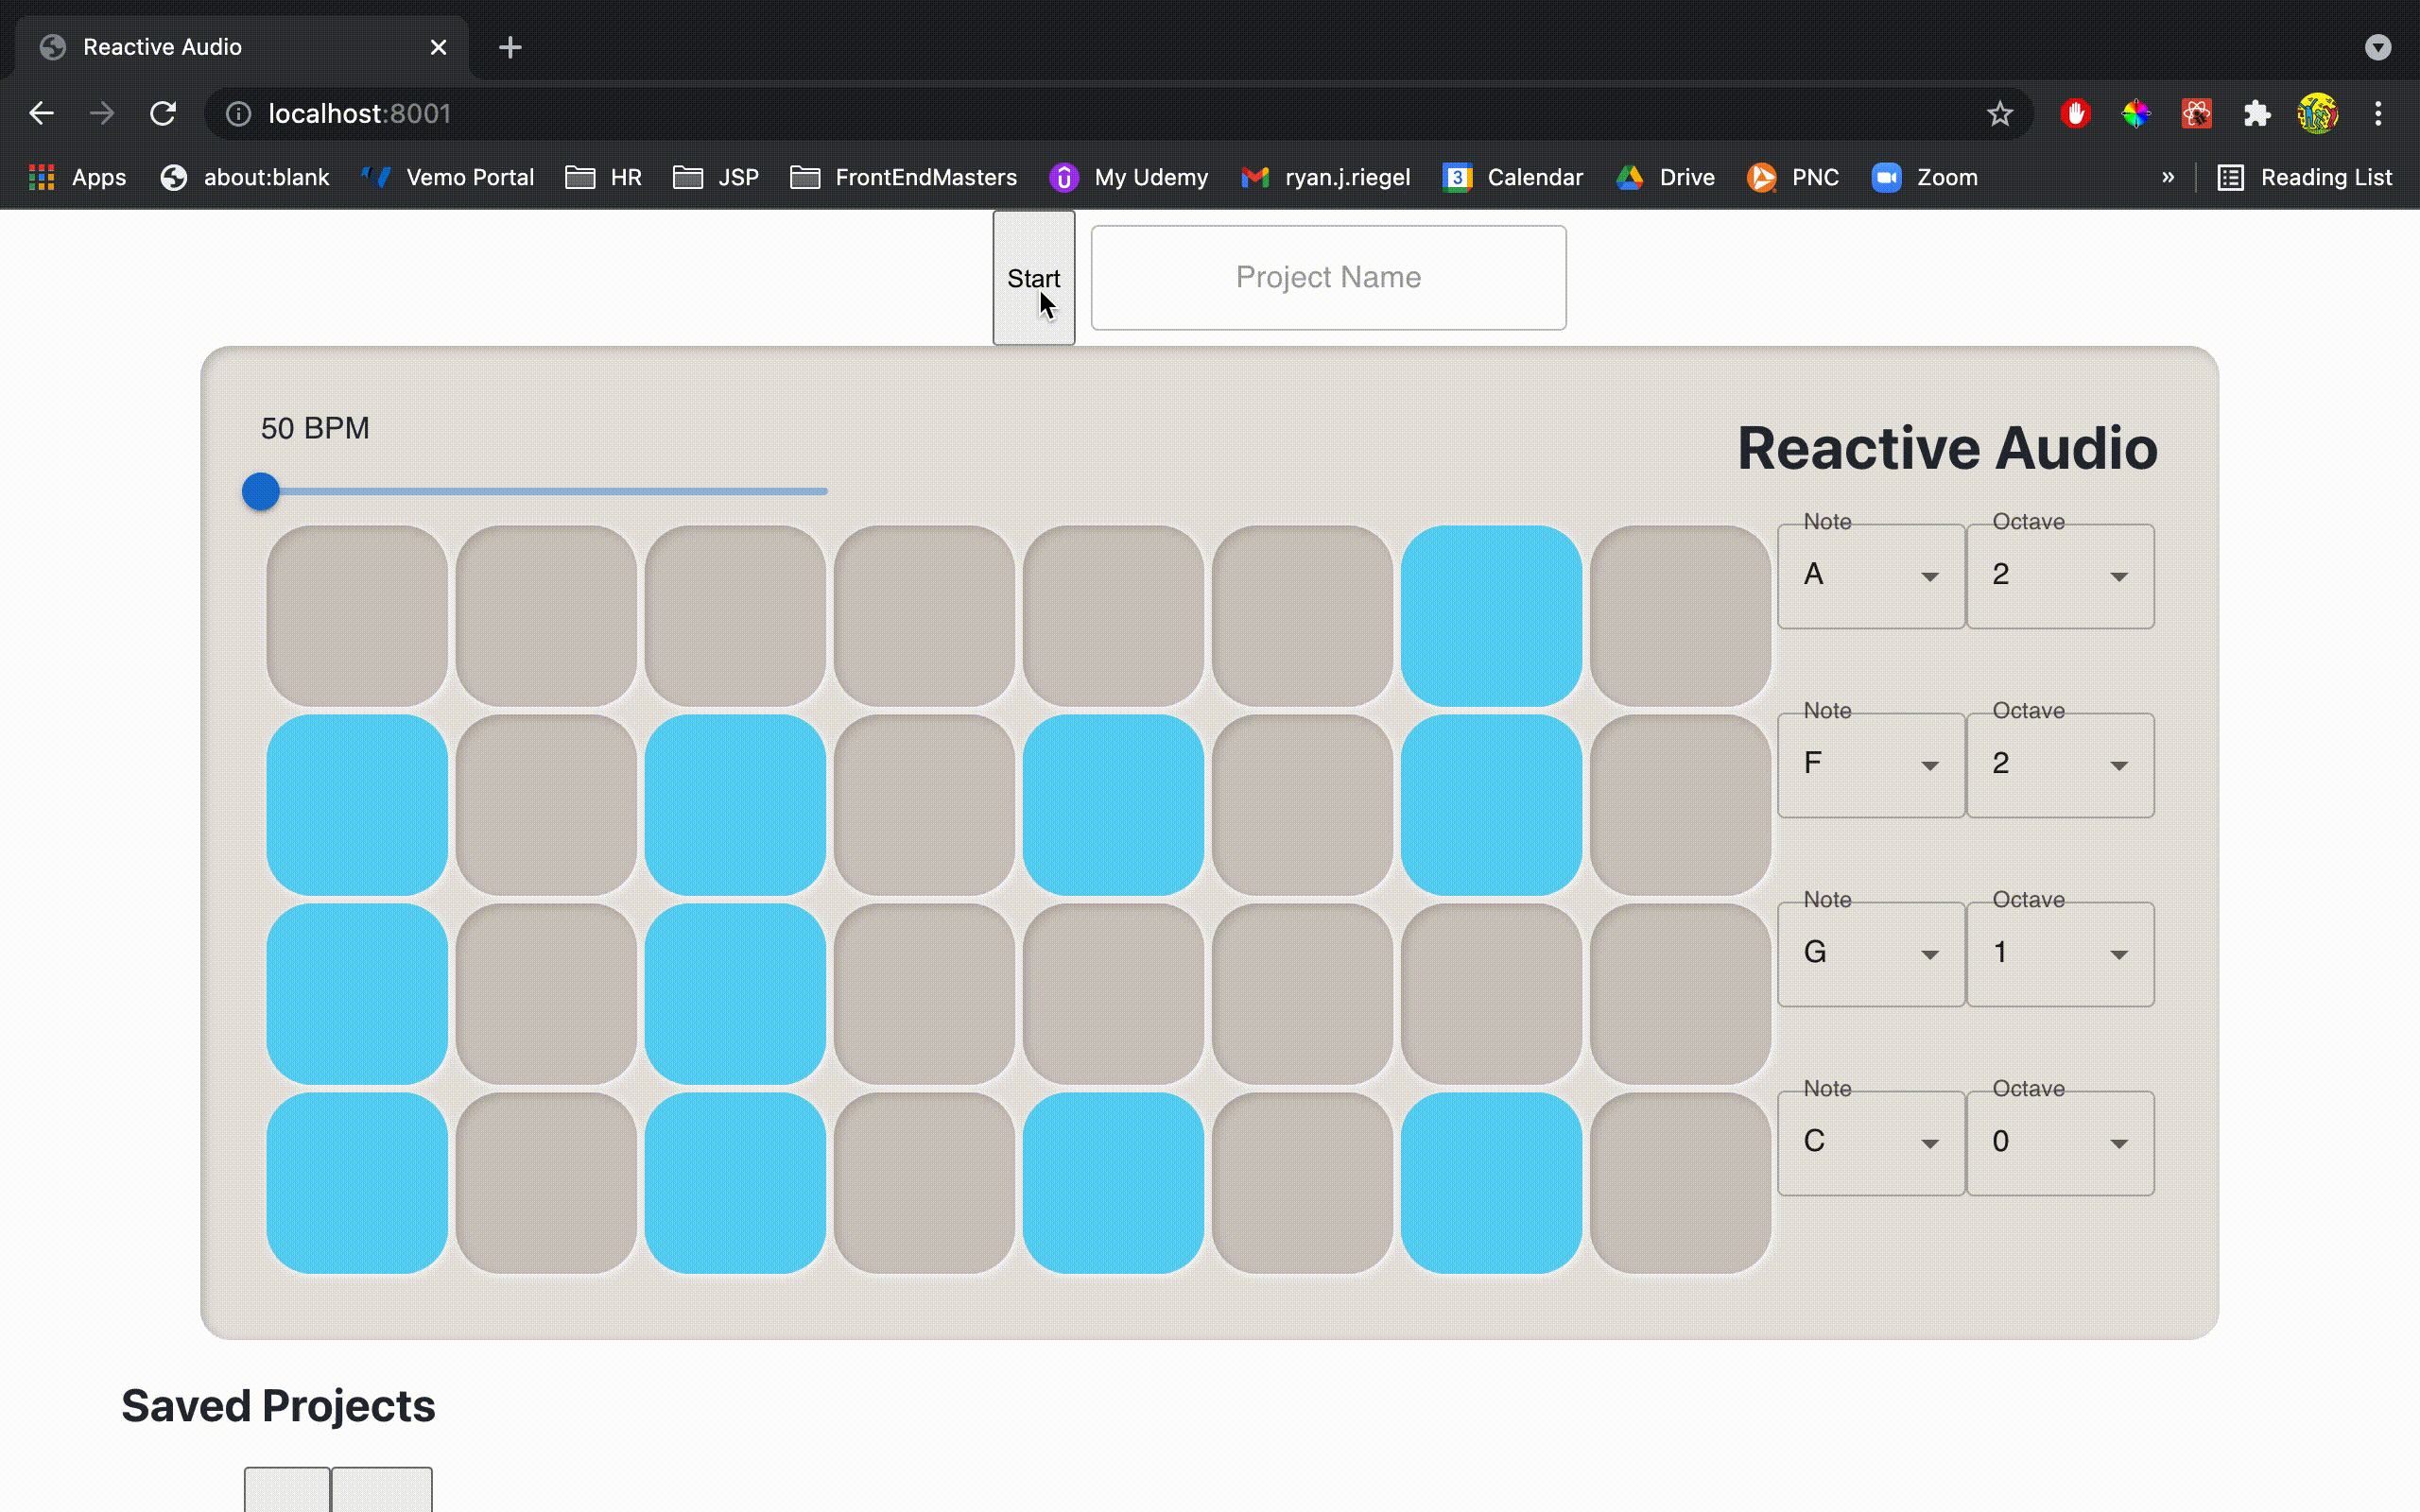 Reactive Audio
localhost:8001
Apps about:blank Vemo Portal HR JSP FrontEndMasters My Udemy ryan.j.riegel 3 Calendar Drive PNC Zoom » Reading List
Start Project Name
50 BPM
Reactive Audio
Note Octave
A 2
Note Octave
F 2
Note Octave
G 1
Note Octave
C 0
Saved Projects